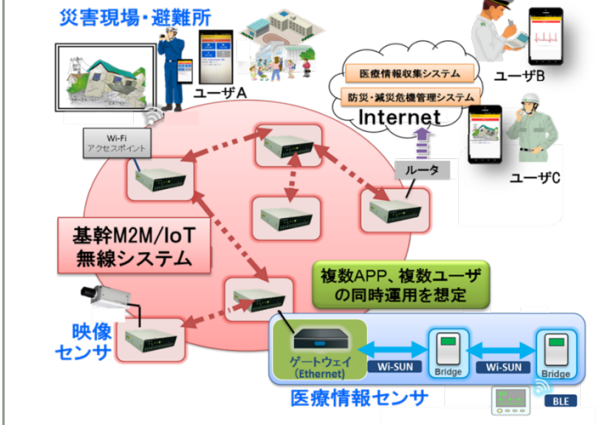 災害現場・避難所
ユーザA
医療情報収集システム
防災・減災危機管理システム
Internet
ユーザB
ユーザC
Wi-Fi
アクセスポイント
ルータ
基幹M2M/IoT
無線システム
複数APP、複数ユーザ
の同時運用を想定
映像
センサ
ゲートウェイ
(Ethernet)
Wi-SUN
Bridge
Wi-SUN
Bridge
BLE
医療情報センサ